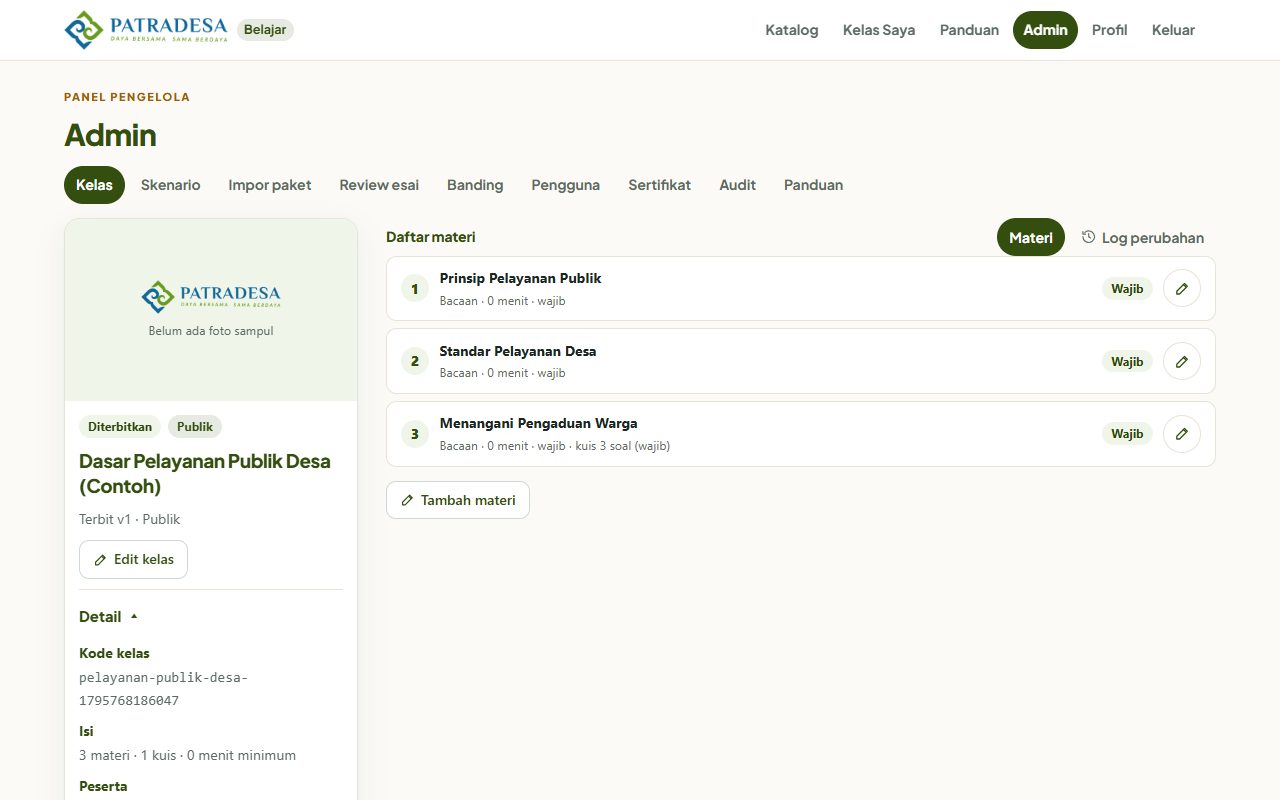 PATRADESA
DAYA BERSAMA SAMA BERDAYA
Belajar
Katalog
Kelas Saya
Panduan
Admin
Profil
Keluar
PANEL PENGELOLA
Admin
Kelas
Skenario
Impor paket
Review esai
Banding
Pengguna
Sertifikat
Audit
Panduan
PATRADESA
DAYA BERSAMA SAMA BERDAYA
Belum ada foto sampul
Diterbitkan
Publik
Dasar Pelayanan Publik Desa
(Contoh)
Terbit v1 · Publik
Edit kelas
Detail
Kode kelas
pelayanan-publik-desa-
1795768186047
Isi
3 materi · 1 kuis · 0 menit minimum
Peserta
Daftar materi
Materi
Log perubahan
1
Prinsip Pelayanan Publik
Bacaan · 0 menit · wajib
Wajib
2
Standar Pelayanan Desa
Bacaan · 0 menit · wajib
Wajib
3
Menangani Pengaduan Warga
Bacaan · 0 menit · wajib · kuis 3 soal (wajib)
Wajib
Tambah materi